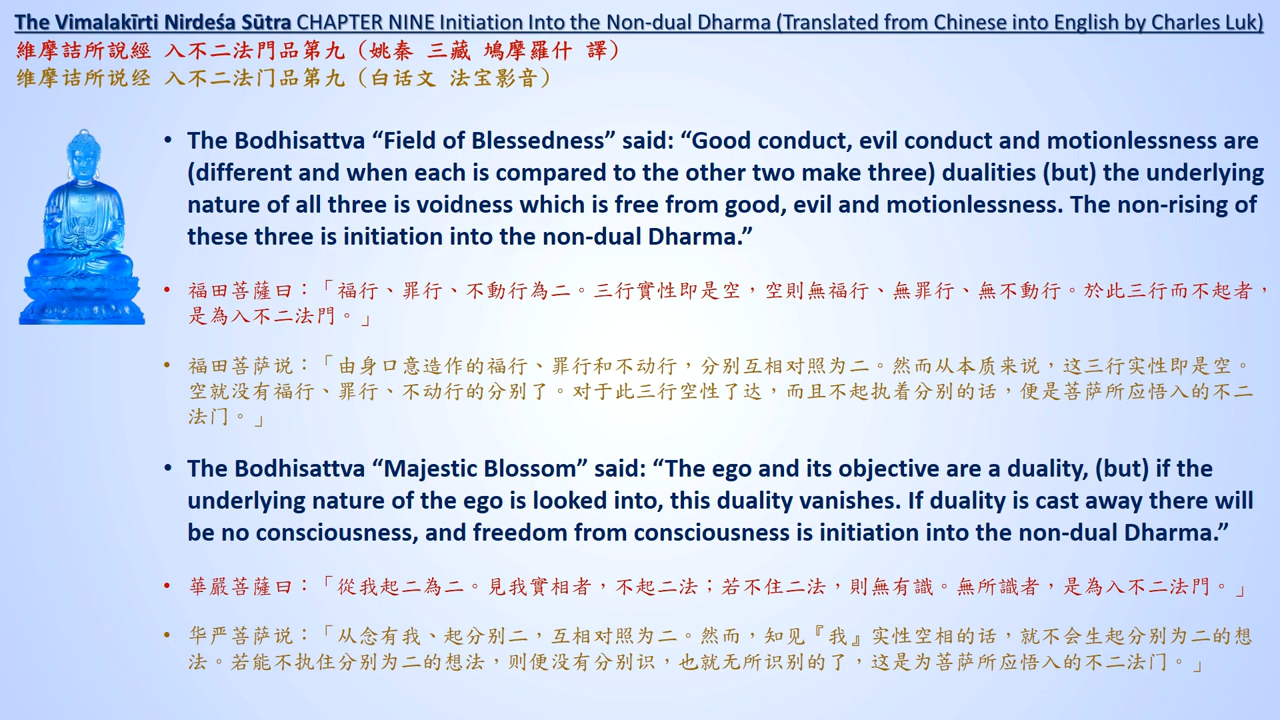 The Vimalakīrti Nirdeśa Sūtra CHAPTER NINE Initiation Into the Non-dual Dharma (Translated from Chinese into English by Charles Luk)
維摩詰所說經 入不二法門品第九（姚秦 三藏 鳩摩羅什 譯）
维摩诘所说经 入不二法门品第九（白话文 法宝影音）
• The Bodhisattva “Field of Blessedness” said: “Good conduct, evil conduct and motionlessness are
(different and when each is compared to the other two make three) dualities (but) the underlying
nature of all three is voidness which is free from good, evil and motionlessness. The non-rising of
these three is initiation into the non-dual Dharma.”
• 福田菩薩曰：「福行、罪行、不動行為二。三行實性即是空，空則無福行、無罪行、無不動行。於此三行而不起者，
是為入不二法門。」
• 福田菩萨说：「由身口意造作的福行、罪行和不动行，分别互相对照为二。然而从本质来说，这三行实性即是空。
空就没有福行、罪行、不动行的分别了。对于此三行空性了达，而且不起执着分别的话，便是菩萨所应悟入的不二
法门。」
• The Bodhisattva “Majestic Blossom” said: “The ego and its objective are a duality, (but) if the
underlying nature of the ego is looked into, this duality vanishes. If duality is cast away there will
be no consciousness, and freedom from consciousness is initiation into the non-dual Dharma.”
• 華嚴菩薩曰：「從我起二為二。見我實相者，不起二法；若不住二法，則無有識。無所識者，是為入不二法門。」
• 华严菩萨说：「从念有我、起分别二，互相对照为二。然而，知见『我』实性空相的话，就不会生起分别为二的想
法。若能不执住分别为二的想法，则便没有分别识，也就无所识别的了，这是为菩萨所应悟入的不二法门。」